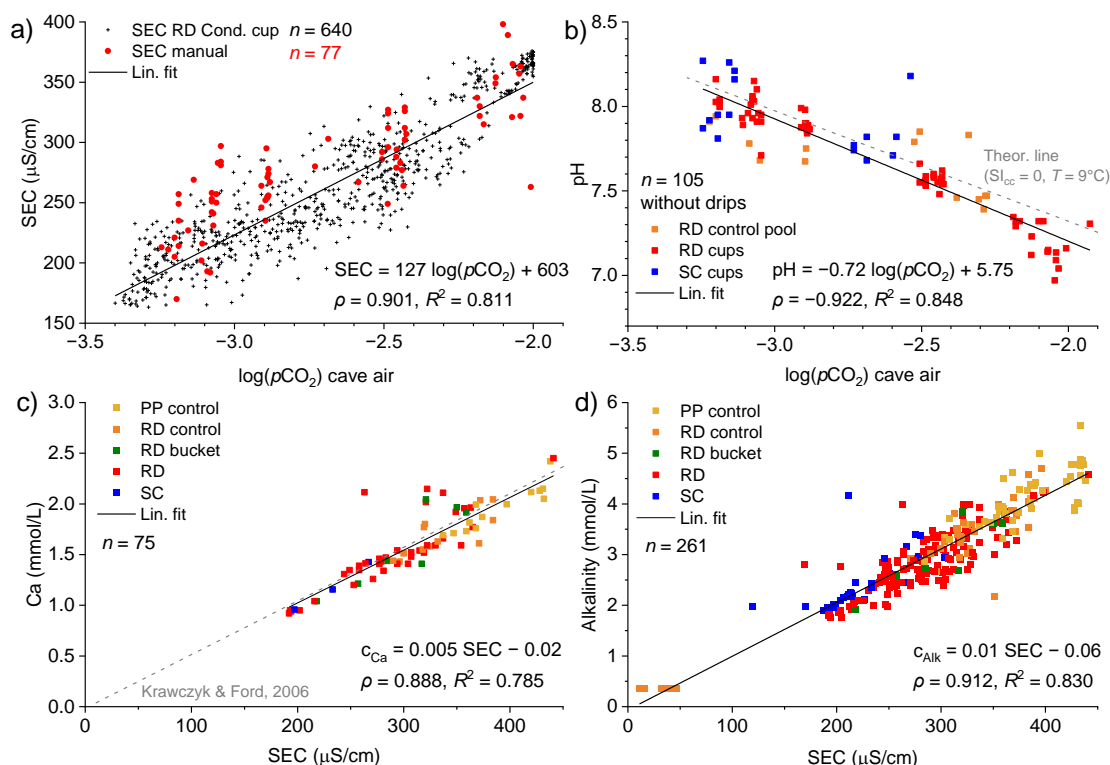 a)
SEC RD Cond. cup n = 640
SEC manual n = 77
Lin. fit
400
350
300
250
200
150
SEC (µS/cm)
SEC = 127 log(pCO₂) + 603
ρ = 0.901, R² = 0.811
−3.5 −3.0 −2.5 −2.0
log(pCO₂) cave air
b)
8.5
8.0
7.5
7.0
pH
Theor. line
(SI_cc = 0, T = 9°C)
n = 105
without drips
RD control pool
RD cups
SC cups
Lin. fit
pH = −0.72 log(pCO₂) + 5.75
ρ = −0.922, R² = 0.848
−3.5 −3.0 −2.5 −2.0
log(pCO₂) cave air
c)
3.0
2.5
2.0
1.5
1.0
0.5
0.0
Ca (mmol/L)
PP control
RD control
RD bucket
RD
SC
Lin. fit
n = 75
c_Ca = 0.005 SEC − 0.02
ρ = 0.888, R² = 0.785
Krawczyk & Ford, 2006
0 100 200 300 400
SEC (µS/cm)
d)
6
5
4
3
2
1
0
Alkalinity (mmol/L)
PP control
RD control
RD bucket
RD
SC
Lin. fit
n = 261
c_Alk = 0.01 SEC − 0.06
ρ = 0.912, R² = 0.830
0 100 200 300 400
SEC (µS/cm)